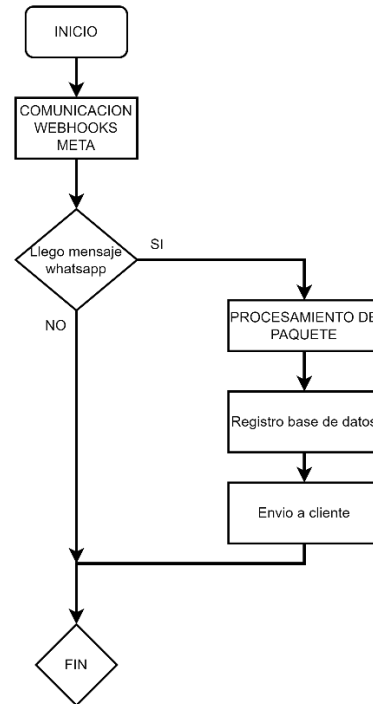 INICIO
COMUNICACION
WEBHOOKS
META
Llego mensaje
whatsapp
SI
NO
PROCESAMIENTO DE
PAQUETE
Registro base de datos
Envio a cliente
FIN